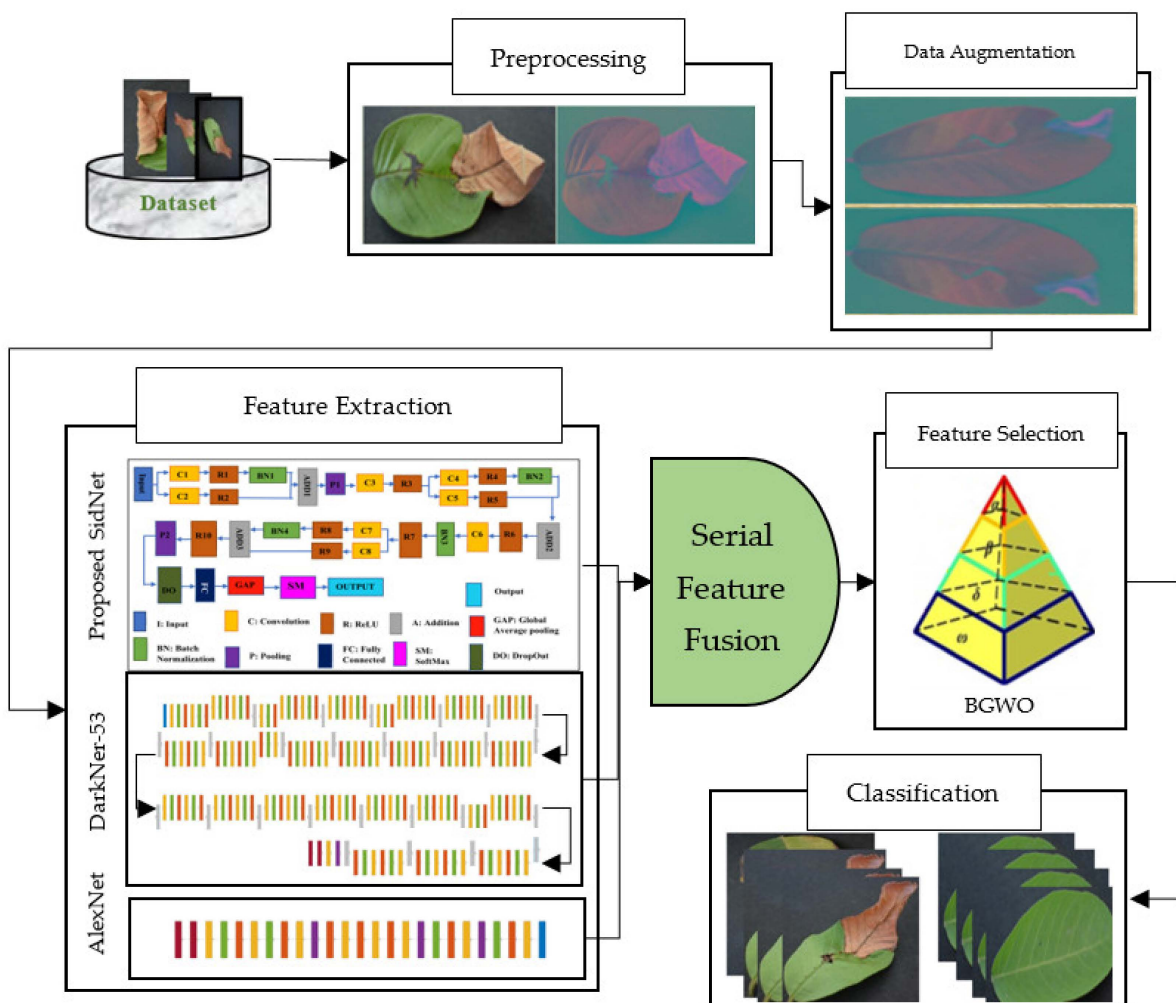 Preprocessing
Data Augmentation
Dataset
Feature Extraction
Proposed SidNet
Input
C1
R1
BN1
C2
R2
ADD1
P1
C3
R3
C4
R4
BN2
C5
R5
P2
R10
ADD3
BN4
R8
C7
R9
C8
R7
BN3
C6
R6
ADD2
DO
FC
GAP
SM
OUTPUT
Output
I: Input
C: Convolution
R: ReLU
A: Addition
GAP: Global
Average pooling
BN: Batch
Normalization
P: Pooling
FC: Fully
Connected
SM:
SoftMax
DO: DropOut
DarkNer-53
AlexNet
Serial
Feature
Fusion
Feature Selection
α
β
δ
ω
BGWO
Classification